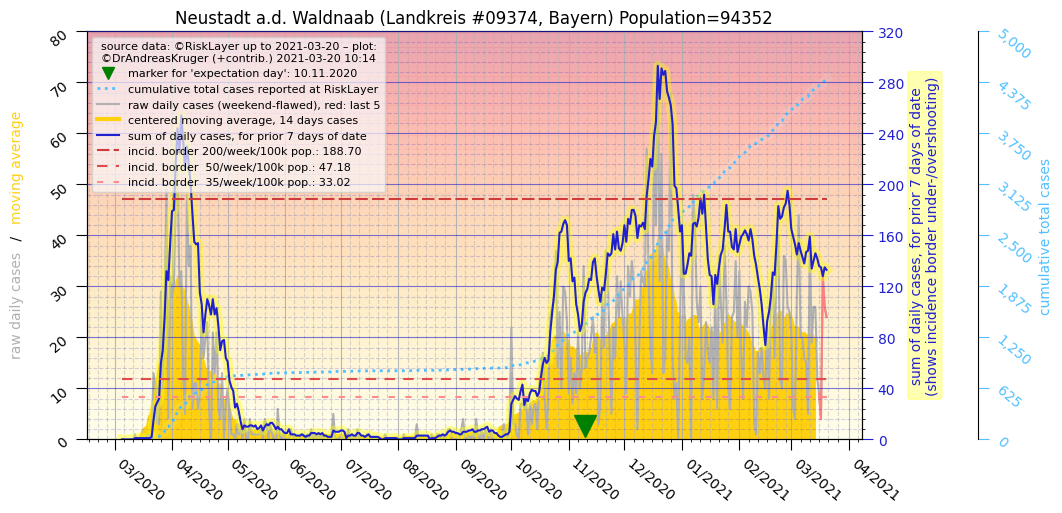 Neustadt a.d. Waldnaab (Landkreis #09374, Bayern) Population=94352
source data: ©RiskLayer up to 2021-03-20 – plot:
©DrAndreasKruger (+contrib.) 2021-03-20 10:14
marker for 'expectation day': 10.11.2020
cumulative total cases reported at RiskLayer
raw daily cases (weekend-flawed), red: last 5
centered moving average, 14 days cases
sum of daily cases, for prior 7 days of date
incid. border 200/week/100k pop.: 188.70
incid. border  50/week/100k pop.: 47.18
incid. border  35/week/100k pop.: 33.02
raw daily cases / moving average
80
70
60
50
40
30
20
10
0
320
280
240
200
160
120
80
40
0
sum of daily cases, for prior 7 days of date
(shows incidence border under-/overshooting)
5,000
4,375
3,750
3,125
2,500
1,875
1,250
625
0
cumulative total cases
03/2020
04/2020
05/2020
06/2020
07/2020
08/2020
09/2020
10/2020
11/2020
12/2020
01/2021
02/2021
03/2021
04/2021